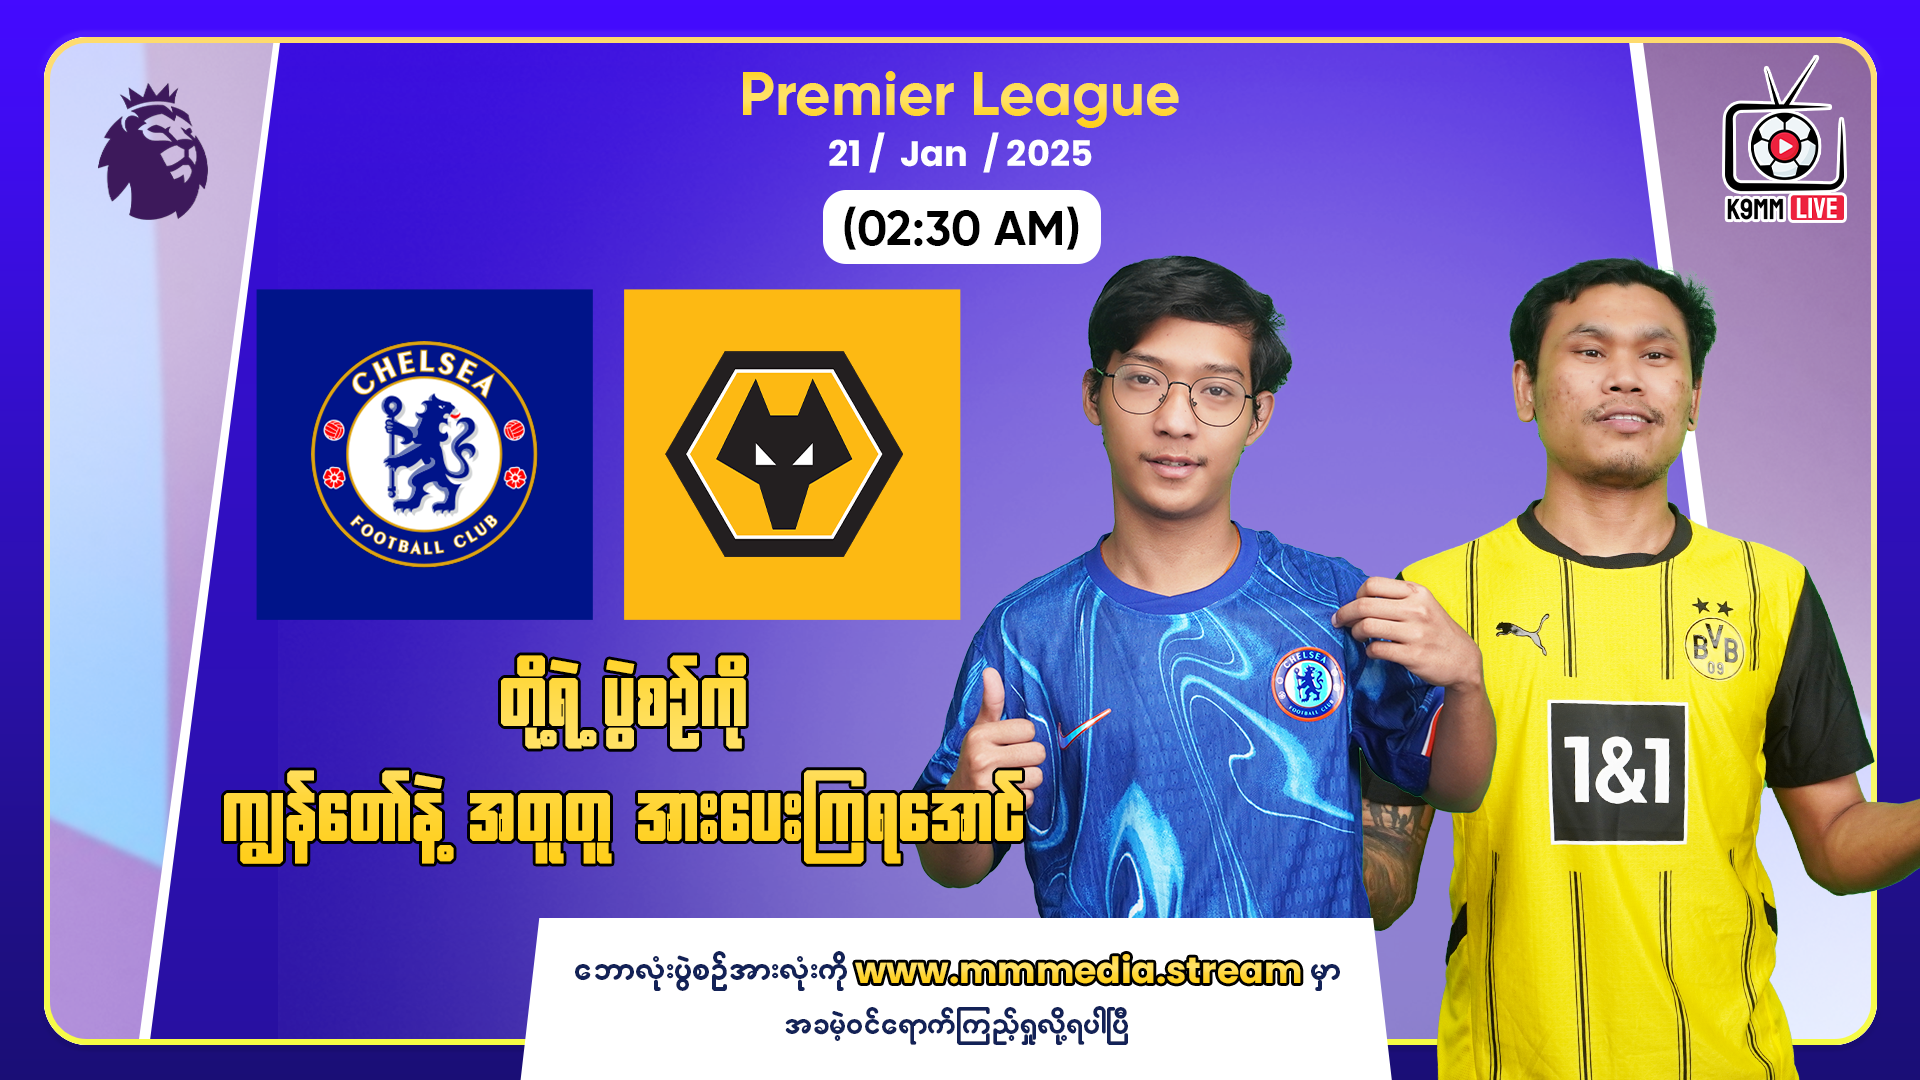 Premier League
21 / Jan / 2025
(02:30 AM)
K9MM LIVE
CHELSEA
FOOTBALL CLUB
တို့ရဲ့ ပွဲစဉ်ကို
ကျွန်တော်နဲ့ အတူတူ အားပေးကြရအောင်
CHELSEA
FOOTBALL CLUB
BVB
09
1&1
ဘောလုံးပွဲစဉ်အားလုံးကို www.mmmedia.stream မှာ
အခမဲ့ဝင်ရောက်ကြည့်ရှုလို့ရပါပြီ